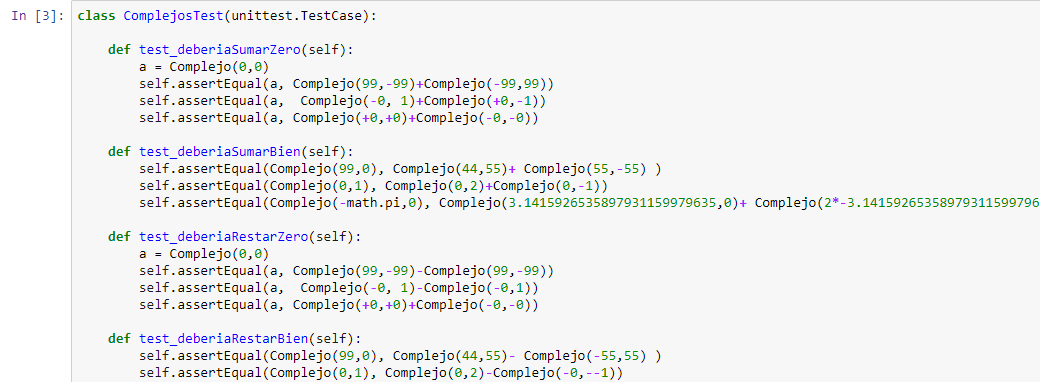 In [3]: class ComplejosTest(unittest.TestCase):
def test_deberiaSumarZero(self):
a = Complejo(0,0)
self.assertEqual(a, Complejo(99,-99)+Complejo(-99,99))
self.assertEqual(a,  Complejo(-0, 1)+Complejo(+0,-1))
self.assertEqual(a, Complejo(+0,+0)+Complejo(-0,-0))
def test_deberiaSumarBien(self):
self.assertEqual(Complejo(99,0), Complejo(44,55)+ Complejo(55,-55) )
self.assertEqual(Complejo(0,1), Complejo(0,2)+Complejo(0,-1))
self.assertEqual(Complejo(-math.pi,0), Complejo(3.1415926535897931159979635,0)+ Complejo(2*-3.14159265358979311599796
def test_deberiaRestarZero(self):
a = Complejo(0,0)
self.assertEqual(a, Complejo(99,-99)-Complejo(99,-99))
self.assertEqual(a,  Complejo(-0, 1)-Complejo(-0,1))
self.assertEqual(a, Complejo(+0,+0)+Complejo(-0,-0))
def test_deberiaRestarBien(self):
self.assertEqual(Complejo(99,0), Complejo(44,55)- Complejo(-55,55) )
self.assertEqual(Complejo(0,1), Complejo(0,2)-Complejo(-0,--1))